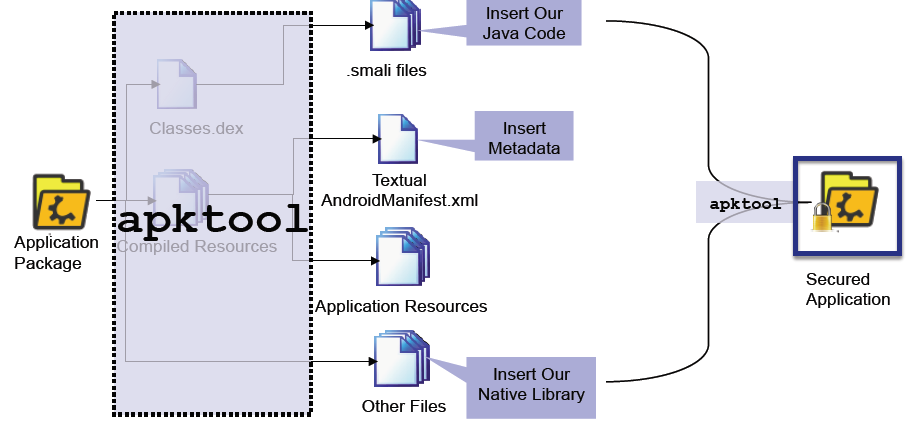 Insert Our
Java Code
.smali files
Classes.dex
Insert
Metadata
Textual
AndroidManifest.xml
apktool
apktool
Application
Package
Compiled Resources
Application Resources
Secured
Application
Insert Our
Native Library
Other Files